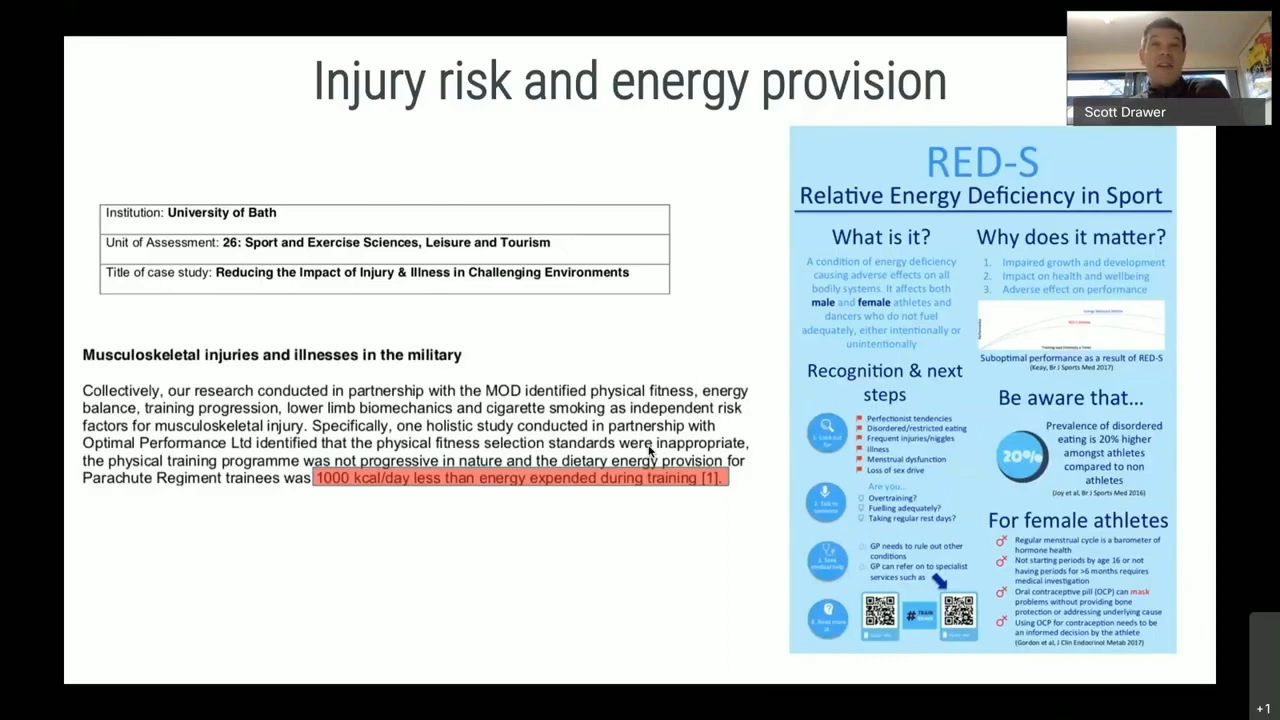 Injury risk and energy provision
Scott Drawer
Institution: University of Bath
Unit of Assessment: 26: Sport and Exercise Sciences, Leisure and Tourism
Title of case study: Reducing the Impact of Injury & Illness in Challenging Environments
Musculoskeletal injuries and illnesses in the military
Collectively, our research conducted in partnership with the MOD identified physical fitness, energy
balance, training progression, lower limb biomechanics and cigarette smoking as independent risk
factors for musculoskeletal injury. Specifically, one holistic study conducted in partnership with
Optimal Performance Ltd identified that the physical fitness selection standards were inappropriate,
the physical training programme was not progressive in nature and the dietary energy provision for
Parachute Regiment trainees was 1000 kcal/day less than energy expended during training [1].
RED-S
Relative Energy Deficiency in Sport
What is it?
A condition of energy deficiency
causing adverse effects on all
bodily systems. It affects both
male and female athletes and
dancers who do not fuel
adequately, either intentionally or
unintentionally
Recognition & next
steps
Perfectionist tendencies
Disordered/restricted eating
Frequent injuries/niggles
Illness
Menstrual dysfunction
Loss of sex drive
Are you...
Overtraining?
Fuelling adequately?
Taking regular rest days?
GP needs to rule out other
conditions
GP can refer on to specialist
services such as
Why does it matter?
1. Impaired growth and development
2. Impact on health and wellbeing
3. Adverse effect on performance
Suboptimal performance as a result of RED-S
(Keay, Br J Sports Med 2017)
Be aware that...
20%
Prevalence of disordered
eating is 20% higher
amongst athletes
compared to non
athletes
(Joy et al, Br J Sports Med 2016)
For female athletes
Regular menstrual cycle is a barometer of
hormone health
Not starting periods by age 16 or not
having periods for >6 months requires
medical investigation
Oral contraceptive pill (OCP) can mask
problems without providing bone
protection or addressing underlying cause
Using OCP for contraception needs to be
an informed decision by the athlete
(Gordon et al, J Clin Endocrinol Metab 2017)
+1